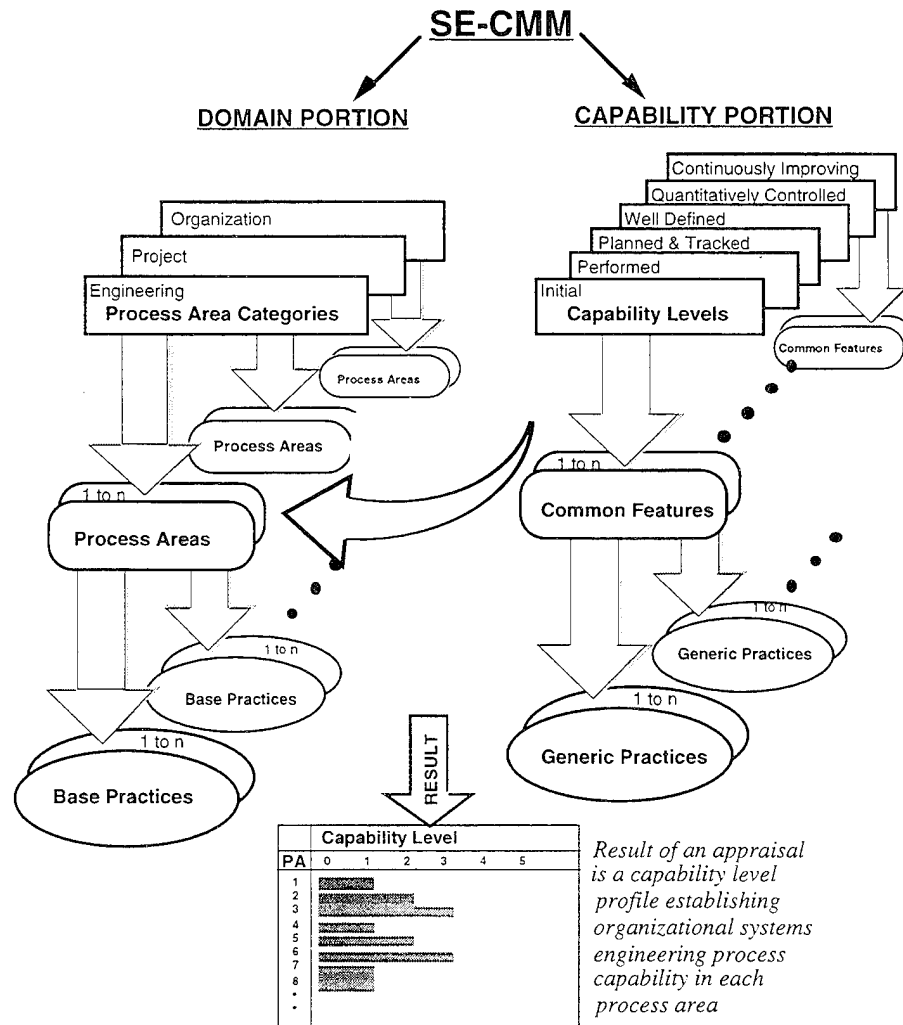 SE-CMM
DOMAIN PORTION
CAPABILITY PORTION
Organization
Project
Engineering
Process Area Categories
Process Areas
Process Areas
1 to n
Process Areas
1 to n
Base Practices
1 to n
Base Practices
Continuously Improving
Quantitatively Controlled
Well Defined
Planned & Tracked
Performed
Initial
Capability Levels
Common Features
1 to n
Common Features
1 to n
Generic Practices
1 to n
Generic Practices
RESULT
Capability Level
PA 0 1 2 3 4 5
1
2
3
4
5
6
7
8
Result of an appraisal
is a capability level
profile establishing
organizational systems
engineering process
capability in each
process area